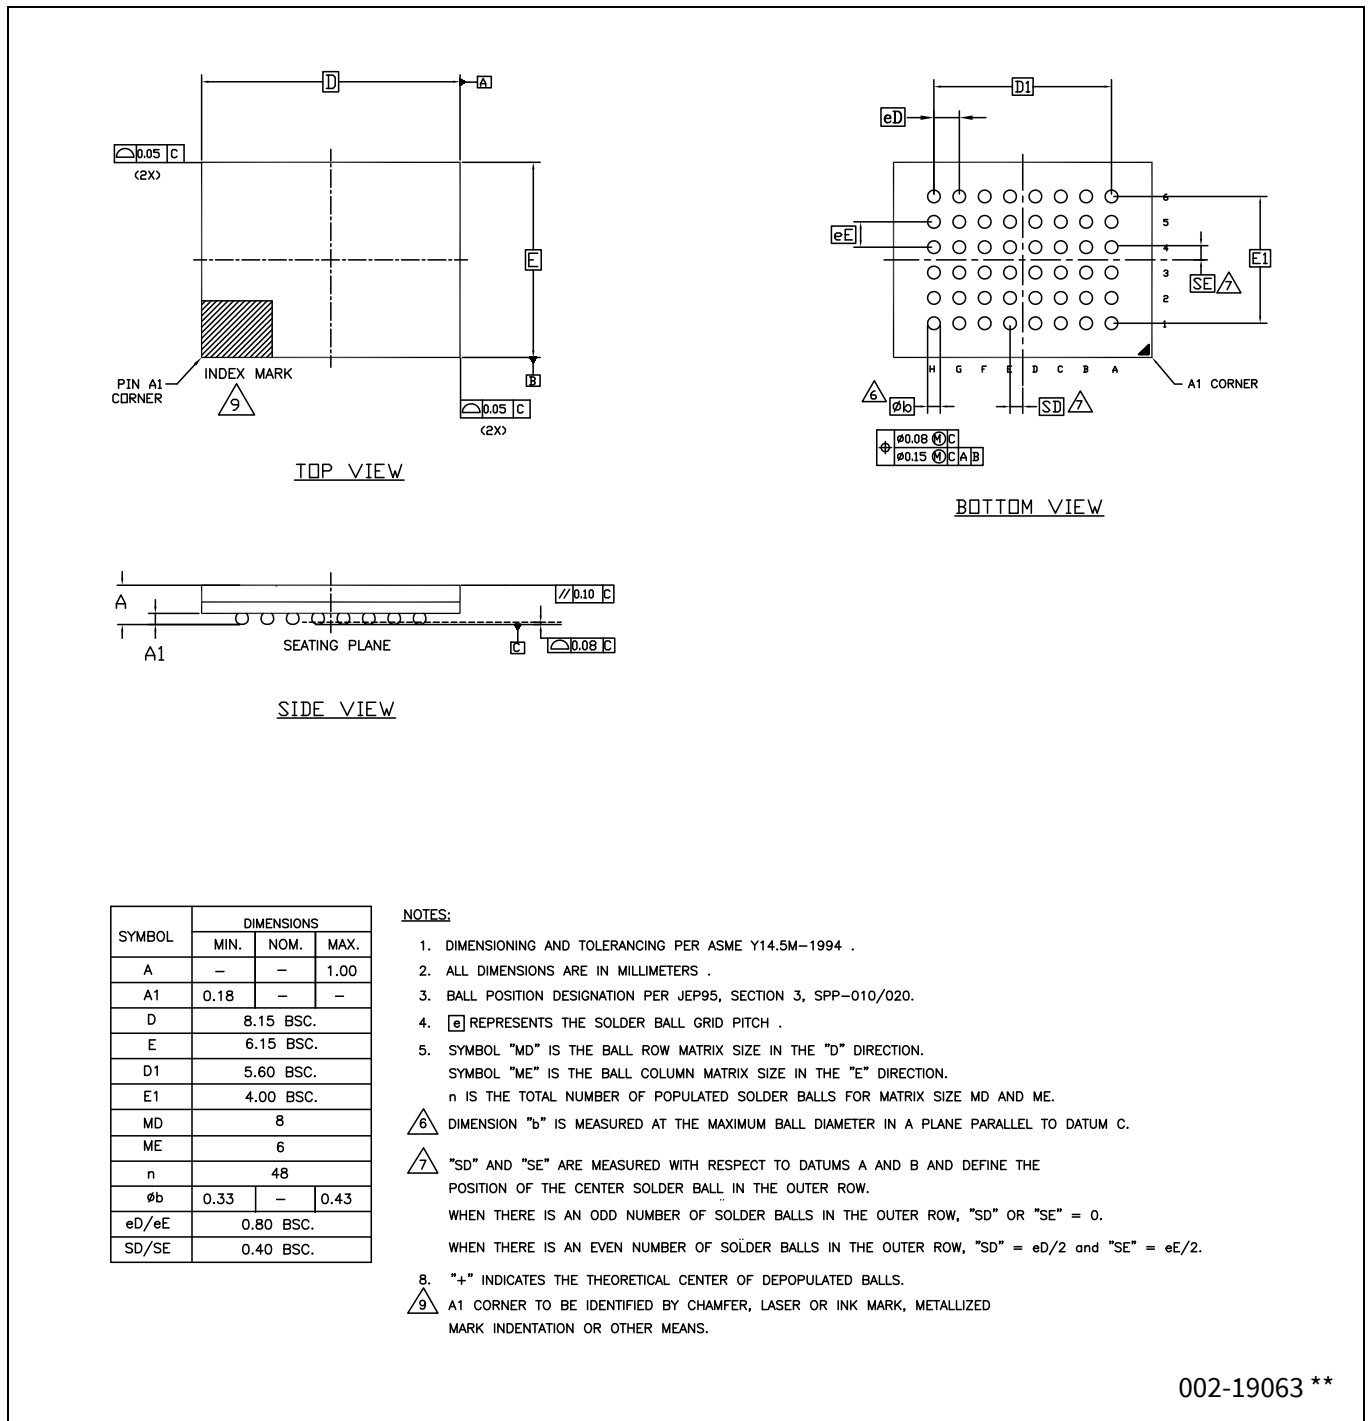 D
A
0.05 C
(2X)
E
PIN A1
CORNER
INDEX MARK
9
B
0.05 C
(2X)
TOP VIEW
D1
eD
eE
6
5
4
3
2
1
E1
SE 7
H G F E D C B A
A1 CORNER
6
øb
SD 7
ø0.08 Ⓜ C
ø0.15 Ⓜ C A B
BOTTOM VIEW
A
A1
// 0.10 C
SEATING PLANE
C
0.08 C
SIDE VIEW
SYMBOL DIMENSIONS
MIN. NOM. MAX.
A – – 1.00
A1 0.18 – –
D 8.15 BSC.
E 6.15 BSC.
D1 5.60 BSC.
E1 4.00 BSC.
MD 8
ME 6
n 48
øb 0.33 – 0.43
eD/eE 0.80 BSC.
SD/SE 0.40 BSC.
NOTES:
1. DIMENSIONING AND TOLERANCING PER ASME Y14.5M–1994 .
2. ALL DIMENSIONS ARE IN MILLIMETERS .
3. BALL POSITION DESIGNATION PER JEP95, SECTION 3, SPP–010/020.
4. e REPRESENTS THE SOLDER BALL GRID PITCH .
5. SYMBOL "MD" IS THE BALL ROW MATRIX SIZE IN THE "D" DIRECTION.
SYMBOL "ME" IS THE BALL COLUMN MATRIX SIZE IN THE "E" DIRECTION.
n IS THE TOTAL NUMBER OF POPULATED SOLDER BALLS FOR MATRIX SIZE MD AND ME.
6 DIMENSION "b" IS MEASURED AT THE MAXIMUM BALL DIAMETER IN A PLANE PARALLEL TO DATUM C.
7 "SD" AND "SE" ARE MEASURED WITH RESPECT TO DATUMS A AND B AND DEFINE THE
POSITION OF THE CENTER SOLDER BALL IN THE OUTER ROW.
WHEN THERE IS AN ODD NUMBER OF SOLDER BALLS IN THE OUTER ROW, "SD" OR "SE" = 0.
WHEN THERE IS AN EVEN NUMBER OF SOLDER BALLS IN THE OUTER ROW, "SD" = eD/2 and "SE" = eE/2.
8. "+" INDICATES THE THEORETICAL CENTER OF DEPOPULATED BALLS.
9 A1 CORNER TO BE IDENTIFIED BY CHAMFER, LASER OR INK MARK, METALLIZED
MARK INDENTATION OR OTHER MEANS.
002-19063 **